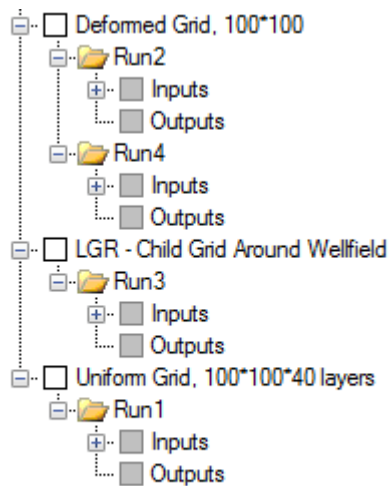 Deformed Grid, 100*100
Run2
Inputs
Outputs
Run4
Inputs
Outputs
LGR - Child Grid Around Wellfield
Run3
Inputs
Outputs
Uniform Grid, 100*100*40 layers
Run1
Inputs
Outputs